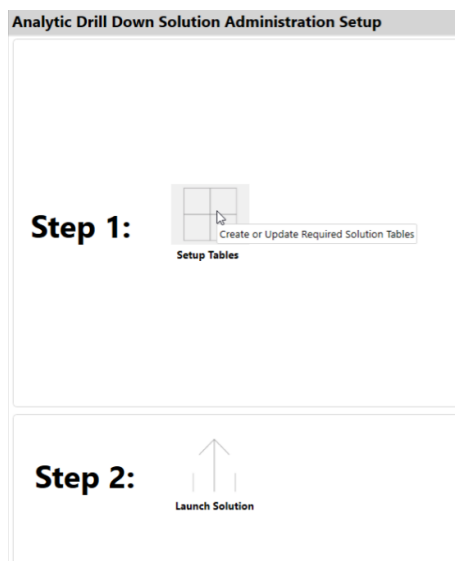 Analytic Drill Down Solution Administration Setup
Step 1:
Create or Update Required Solution Tables
Setup Tables
Step 2:
Launch Solution